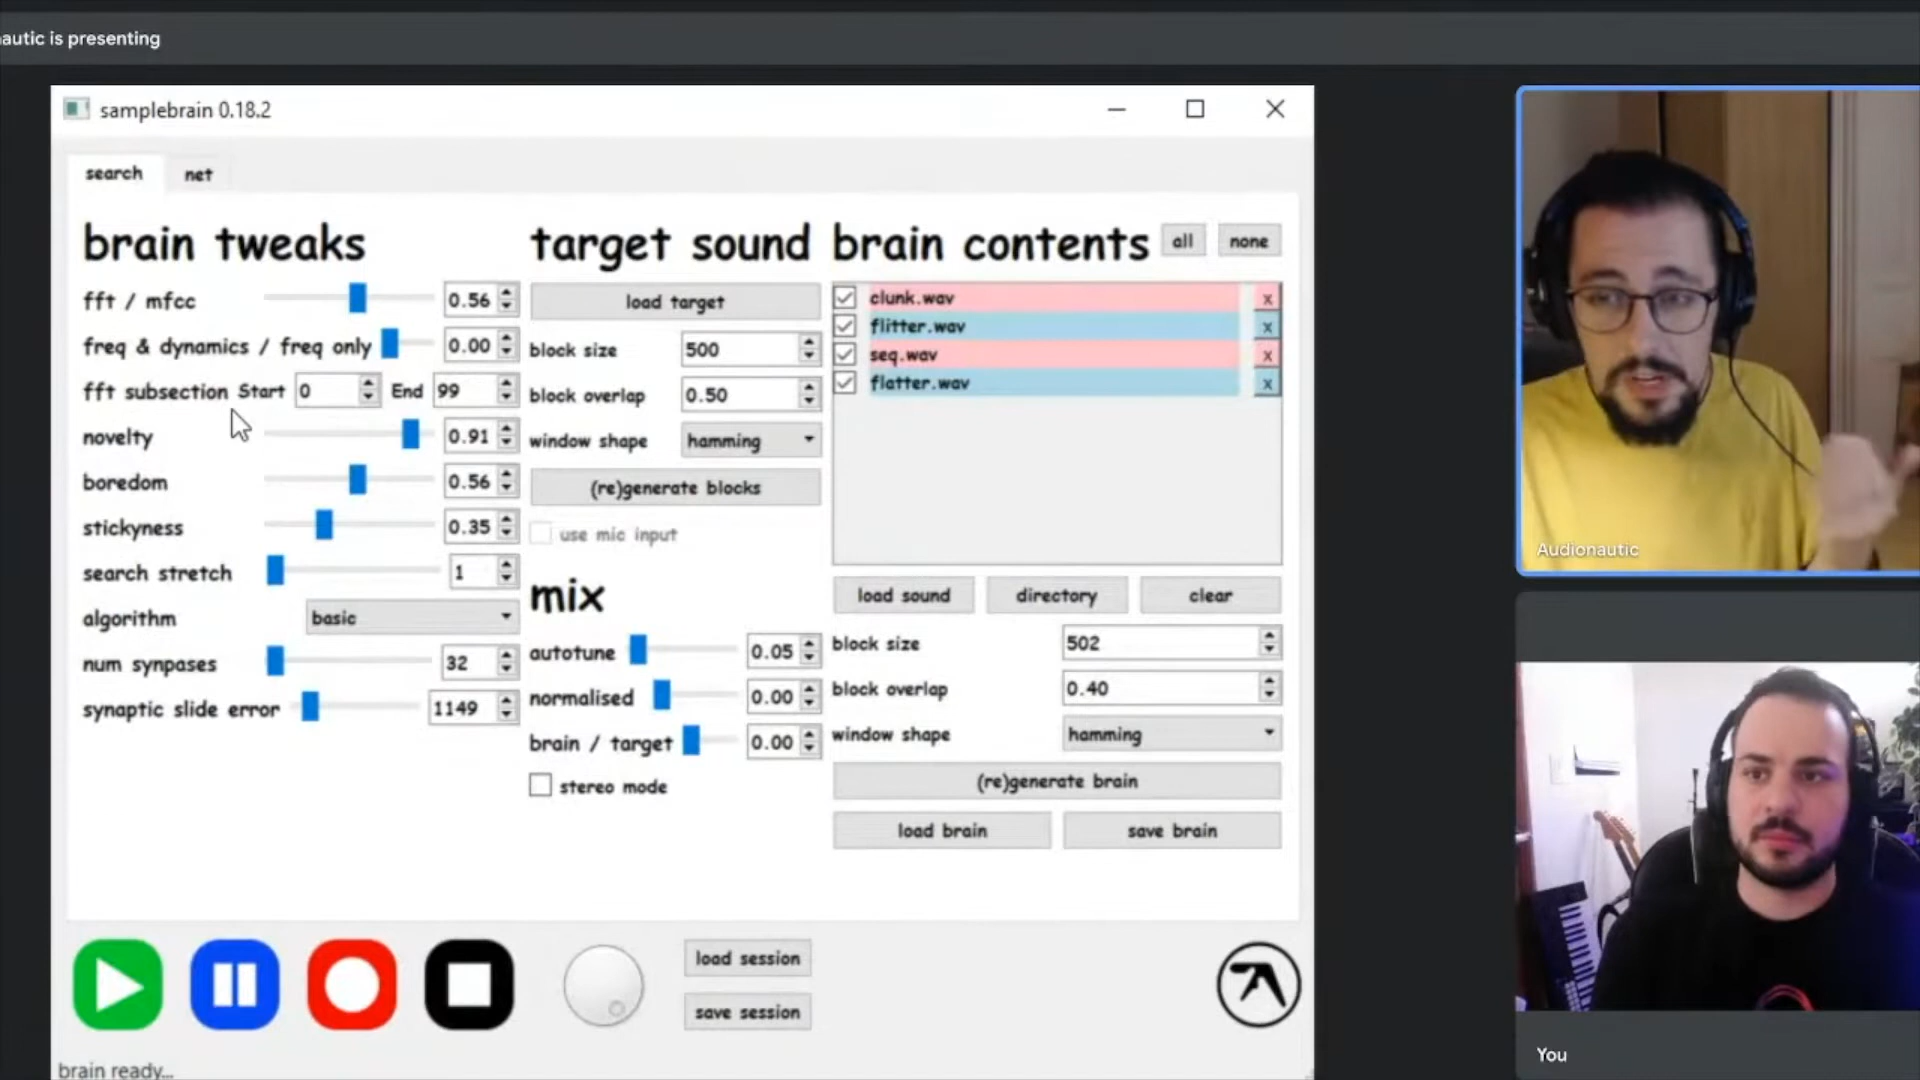 autic is presenting
samplebrain 0.18.2
search net
brain tweaks
fft / mfcc 0.56
freq & dynamics / freq only 0.00
fft subsection Start 0 End 99
novelty 0.91
boredom 0.56
stickyness 0.35
search stretch 1
algorithm basic
num synpases 32
synaptic slide error 1149
target sound
load target
block size 500
block overlap 0.50
window shape hamming
(re)generate blocks
use mic input
mix
autotune 0.05
normalised 0.00
brain / target 0.00
stereo mode
brain contents all none
clunk.wav x
flitter.wav x
seq.wav x
flatter.wav x
load sound directory clear
block size 502
block overlap 0.40
window shape hamming
(re)generate brain
load brain save brain
load session
save session
brain ready...
Audionautic
You